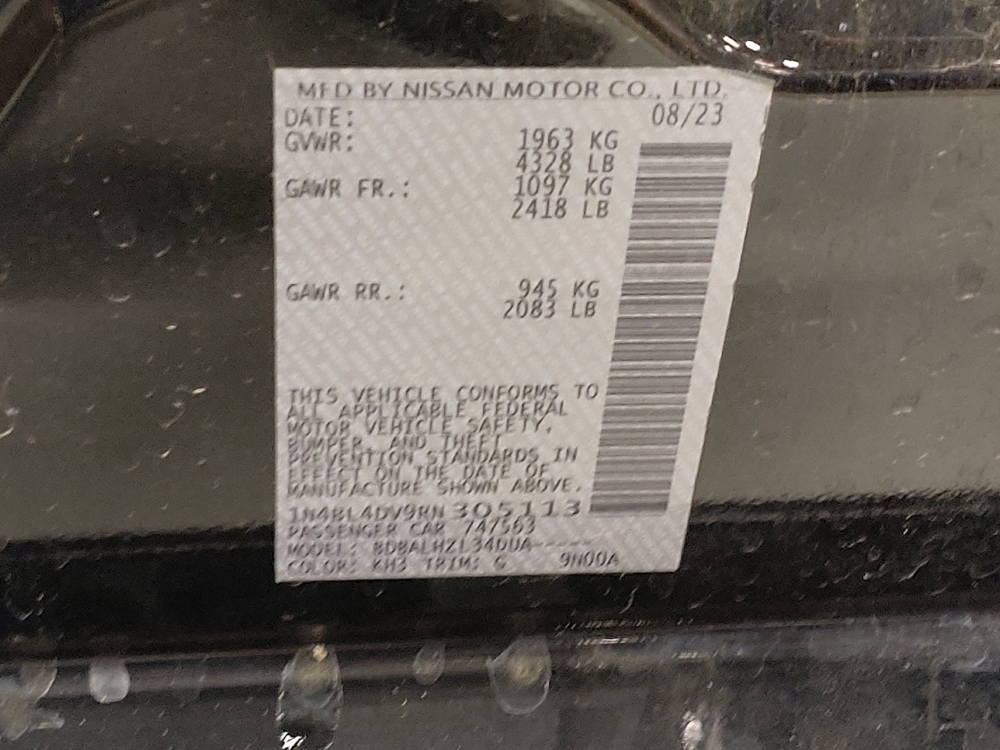 MFD BY NISSAN MOTOR CO., LTD.
DATE: 08/23
GVWR: 1963 KG
4328 LB
GAWR FR.: 1097 KG
2418 LB
GAWR RR.: 945 KG
2083 LB
THIS VEHICLE CONFORMS TO
ALL APPLICABLE FEDERAL
MOTOR VEHICLE SAFETY,
BUMPER, AND THEFT
PREVENTION STANDARDS IN
EFFECT ON THE DATE OF
MANUFACTURE SHOWN ABOVE.
1N4BL4DV9RN 305113
PASSENGER CAR 747563
MODEL: BDBALHZL34DUA-----
COLOR: KH3 TRIM: G 9N00A